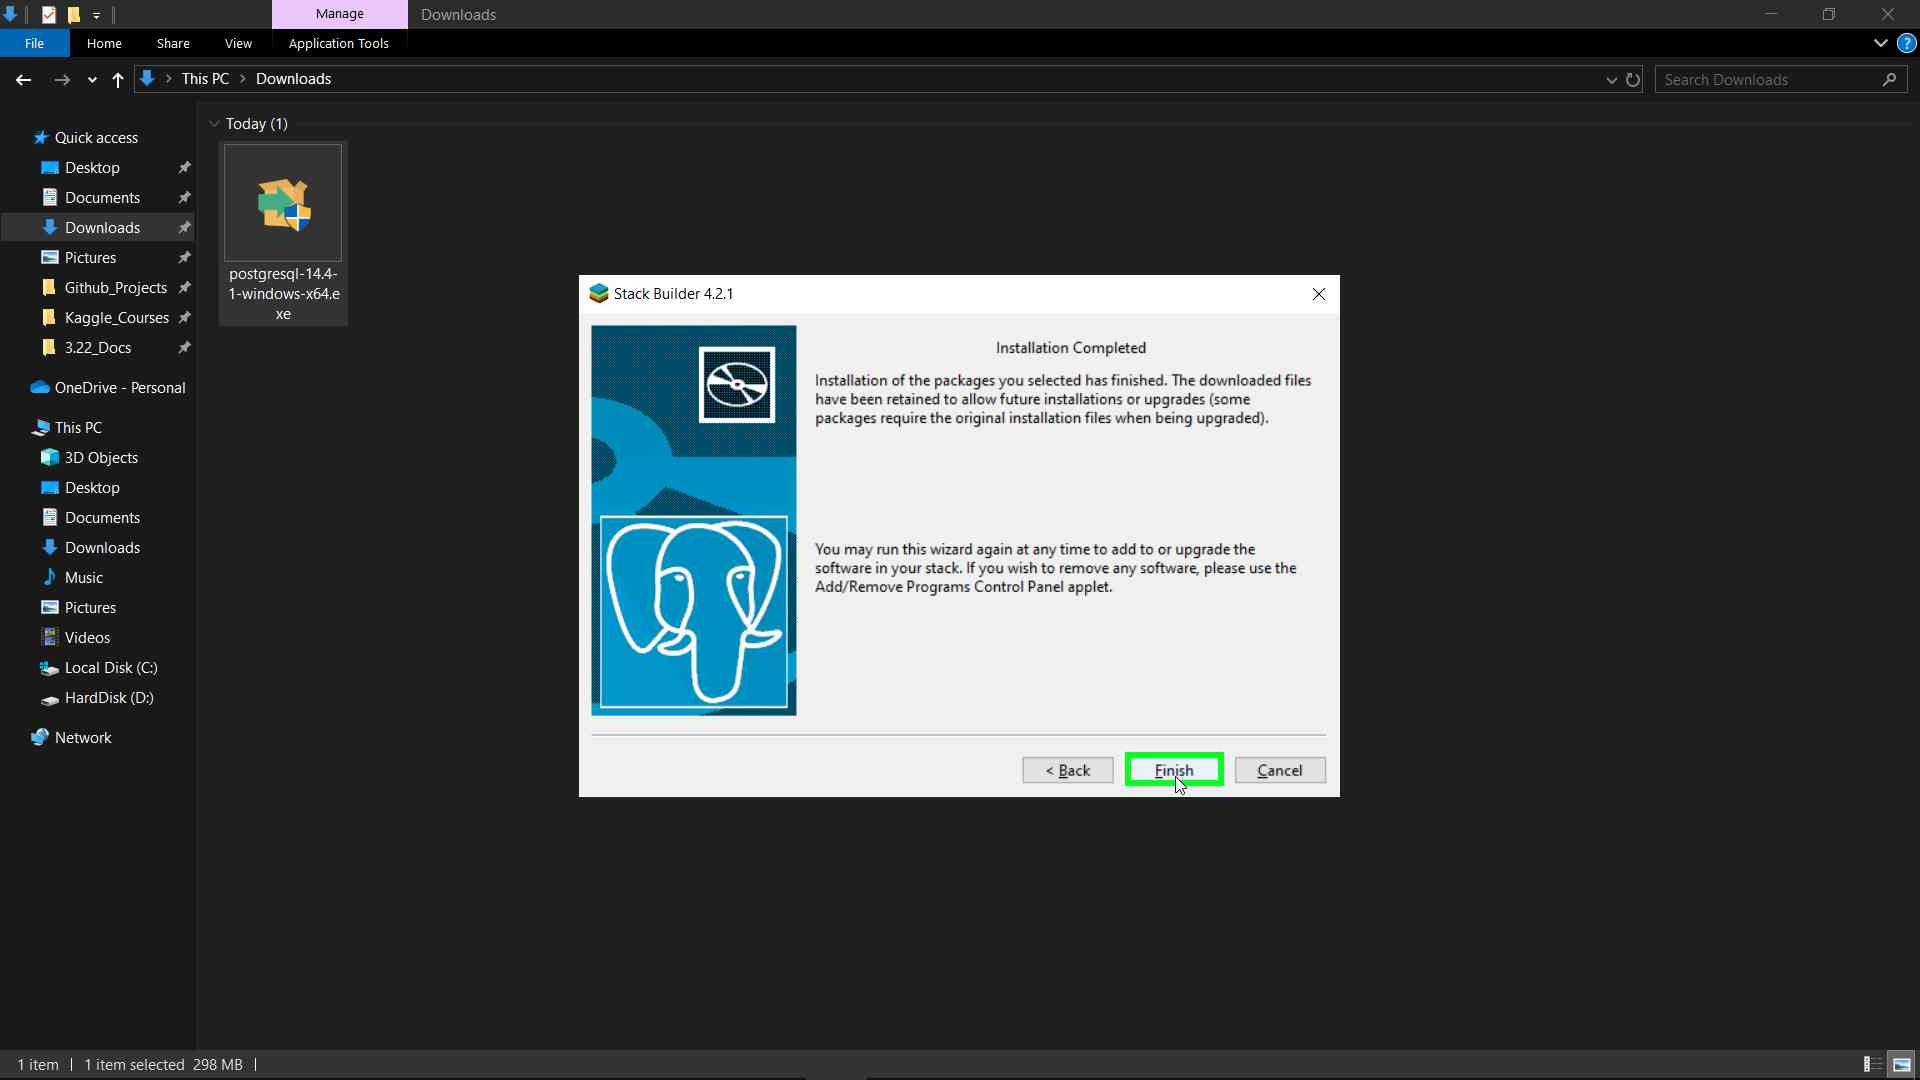 Manage
Downloads
File
Home
Share
View
Application Tools
?
This PC > Downloads
Search Downloads
Quick access
Desktop
Documents
Downloads
Pictures
Github_Projects
Kaggle_Courses
3.22_Docs
OneDrive - Personal
This PC
3D Objects
Desktop
Documents
Downloads
Music
Pictures
Videos
Local Disk (C:)
HardDisk (D:)
Network
Today (1)
postgresql-14.4-
1-windows-x64.e
xe
Stack Builder 4.2.1
Installation Completed
Installation of the packages you selected has finished. The downloaded files
have been retained to allow future installations or upgrades (some
packages require the original installation files when being upgraded).
You may run this wizard again at any time to add to or upgrade the
software in your stack. If you wish to remove any software, please use the
Add/Remove Programs Control Panel applet.
< Back
Finish
Cancel
1 item
1 item selected 298 MB